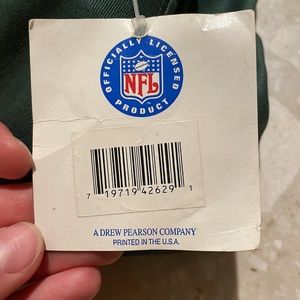 OFFICIALLY LICENSED
NFL
PRODUCT
7 19719 42629 1
A DREW PEARSON COMPANY
PRINTED IN THE U.S.A.